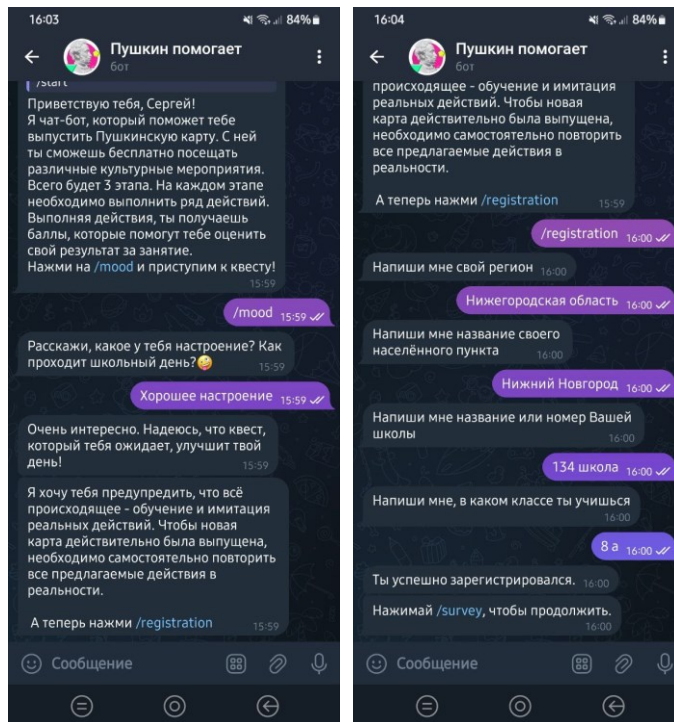 16:03
84%
Пушкин помогает
бот
/start
Приветствую тебя, Сергей!
Я чат-бот, который поможет тебе
выпустить Пушкинскую карту. С ней
ты сможешь бесплатно посещать
различные культурные мероприятия.
Всего будет 3 этапа. На каждом этапе
необходимо выполнить ряд действий.
Выполняя действия, ты получаешь
баллы, которые помогут тебе оценить
свой результат за занятие.
Нажми на /mood и приступим к квесту!
15:59
/mood 15:59
Расскажи, какое у тебя настроение? Как
проходит школьный день?🤪 15:59
Хорошее настроение 15:59
Очень интересно. Надеюсь, что квест,
который тебя ожидает, улучшит твой
день! 15:59
Я хочу тебя предупредить, что всё
происходящее - обучение и имитация
реальных действий. Чтобы новая
карта действительно была выпущена,
необходимо самостоятельно повторить
все предлагаемые действия в
реальности.
А теперь нажми /registration 15:59
Сообщение
16:04
84%
Пушкин помогает
бот
происходящее - обучение и имитация
реальных действий. Чтобы новая
карта действительно была выпущена,
необходимо самостоятельно повторить
все предлагаемые действия в
реальности.
А теперь нажми /registration 15:59
/registration 16:00
Напиши мне свой регион 16:00
Нижегородская область 16:00
Напиши мне название своего
населённого пункта 16:00
Нижний Новгород 16:00
Напиши мне название или номер Вашей
школы 16:00
134 школа 16:00
Напиши мне, в каком классе ты учишься
16:00
8 а 16:00
Ты успешно зарегистрировался. 16:00
Нажимай /survey, чтобы продолжить.
16:00
Сообщение